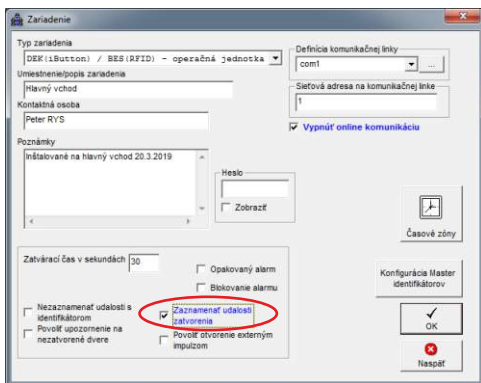 Zariadenie
Typ zariadenia
DEK(iButton) / BES(RFID) - operačná jednotka
Umiestnenie/popis zariadenia
Hlavný vchod
Kontaktná osoba
Peter RYS
Poznámky
Inštalované na hlavný vchod 20.3.2019
Definícia komunikačnej linky
com1
...
Sieťová adresa na komunikačnej linke
1
Vypnúť online komunikáciu
Heslo
Zobraziť
Časové zóny
Zatvárací čas v sekundách 30
Opakovaný alarm
Blokovanie alarmu
Nezaznamenať udalosti s
identifikátorom
Povoliť upozornenie na
nezatvorené dvere
Zaznamenať udalosti
zatvorenia
Povoliť otvorenie externým
impulzom
Konfigurácia Master
identifikátorov
OK
Naspäť